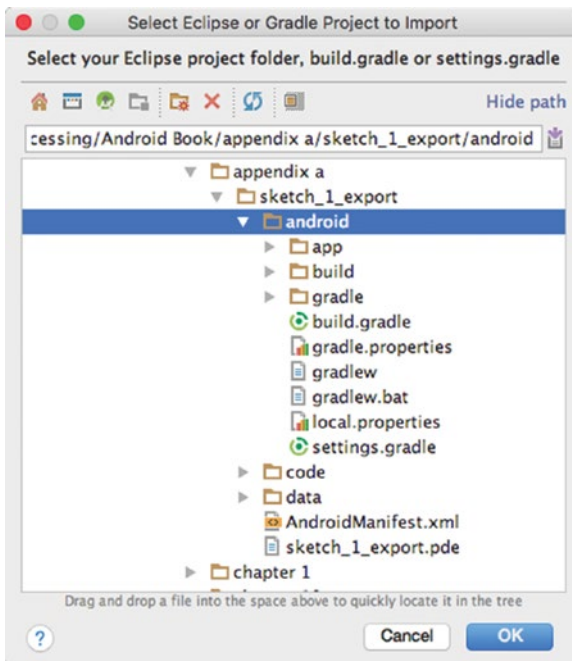 Select Eclipse or Gradle Project to Import
Select your Eclipse project folder, build.gradle or settings.gradle
Hide path
cessing/Android Book/appendix a/sketch_1_export/android
appendix a
sketch_1_export
android
app
build
gradle
build.gradle
gradle.properties
gradlew
gradlew.bat
local.properties
settings.gradle
code
data
AndroidManifest.xml
sketch_1_export.pde
chapter 1
Drag and drop a file into the space above to quickly locate it in the tree
?
Cancel
OK